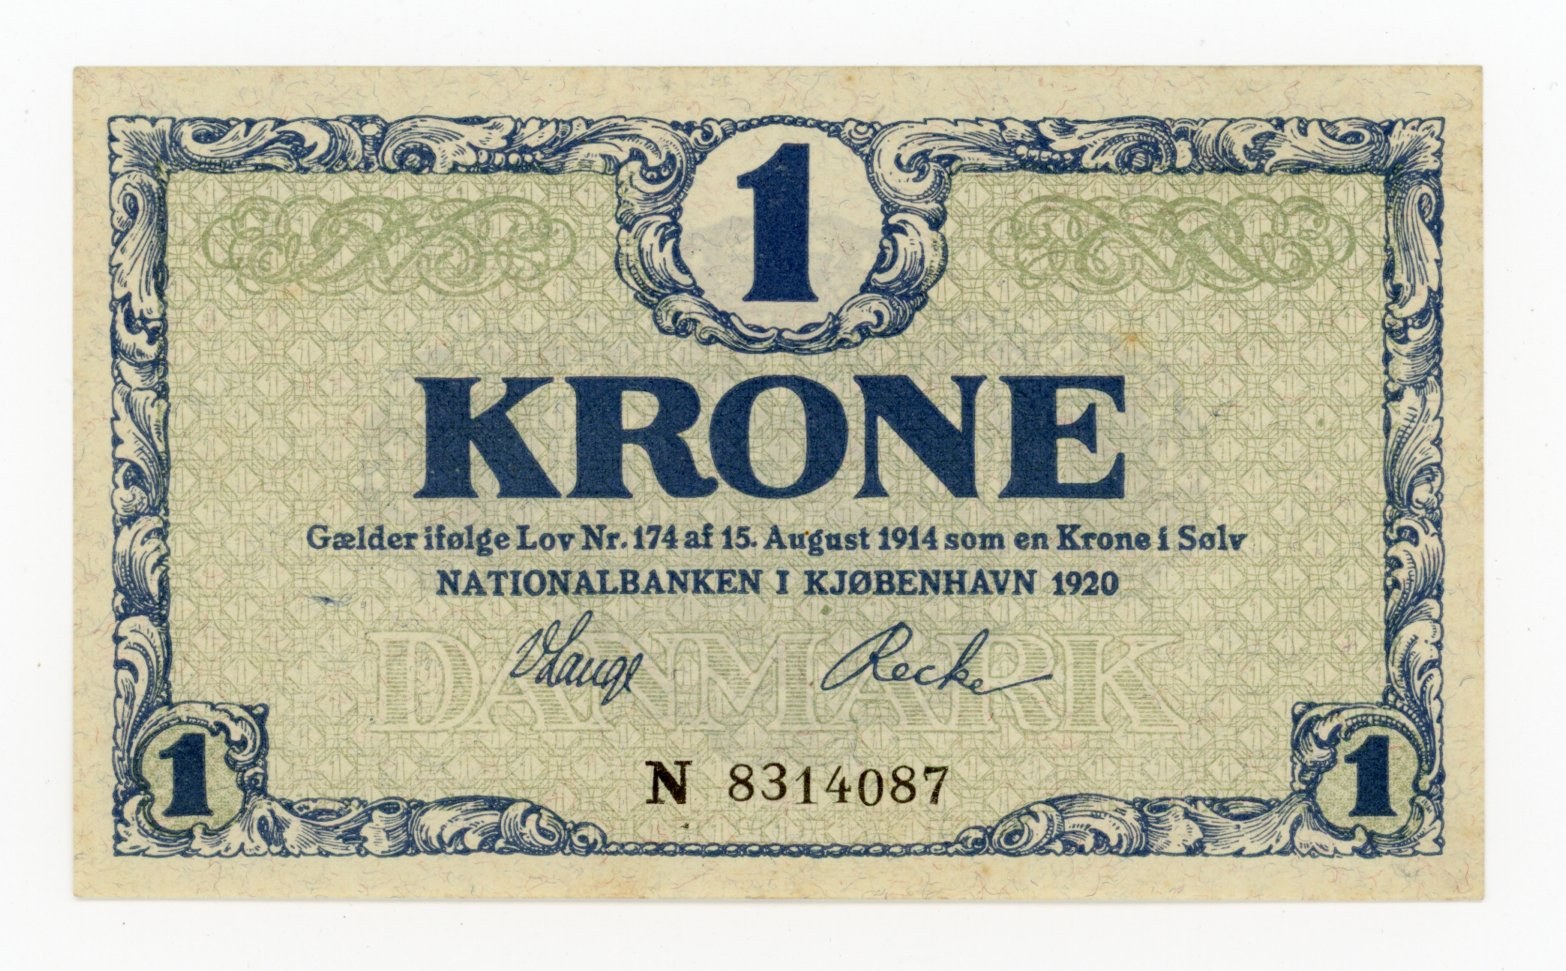 1
KRONE
Gælder ifølge Lov Nr. 174 af 15. August 1914 som en Krone i Sølv
NATIONALBANKEN I KJØBENHAVN 1920
DANMARK
V Lange Recke
N 8314087
1 1